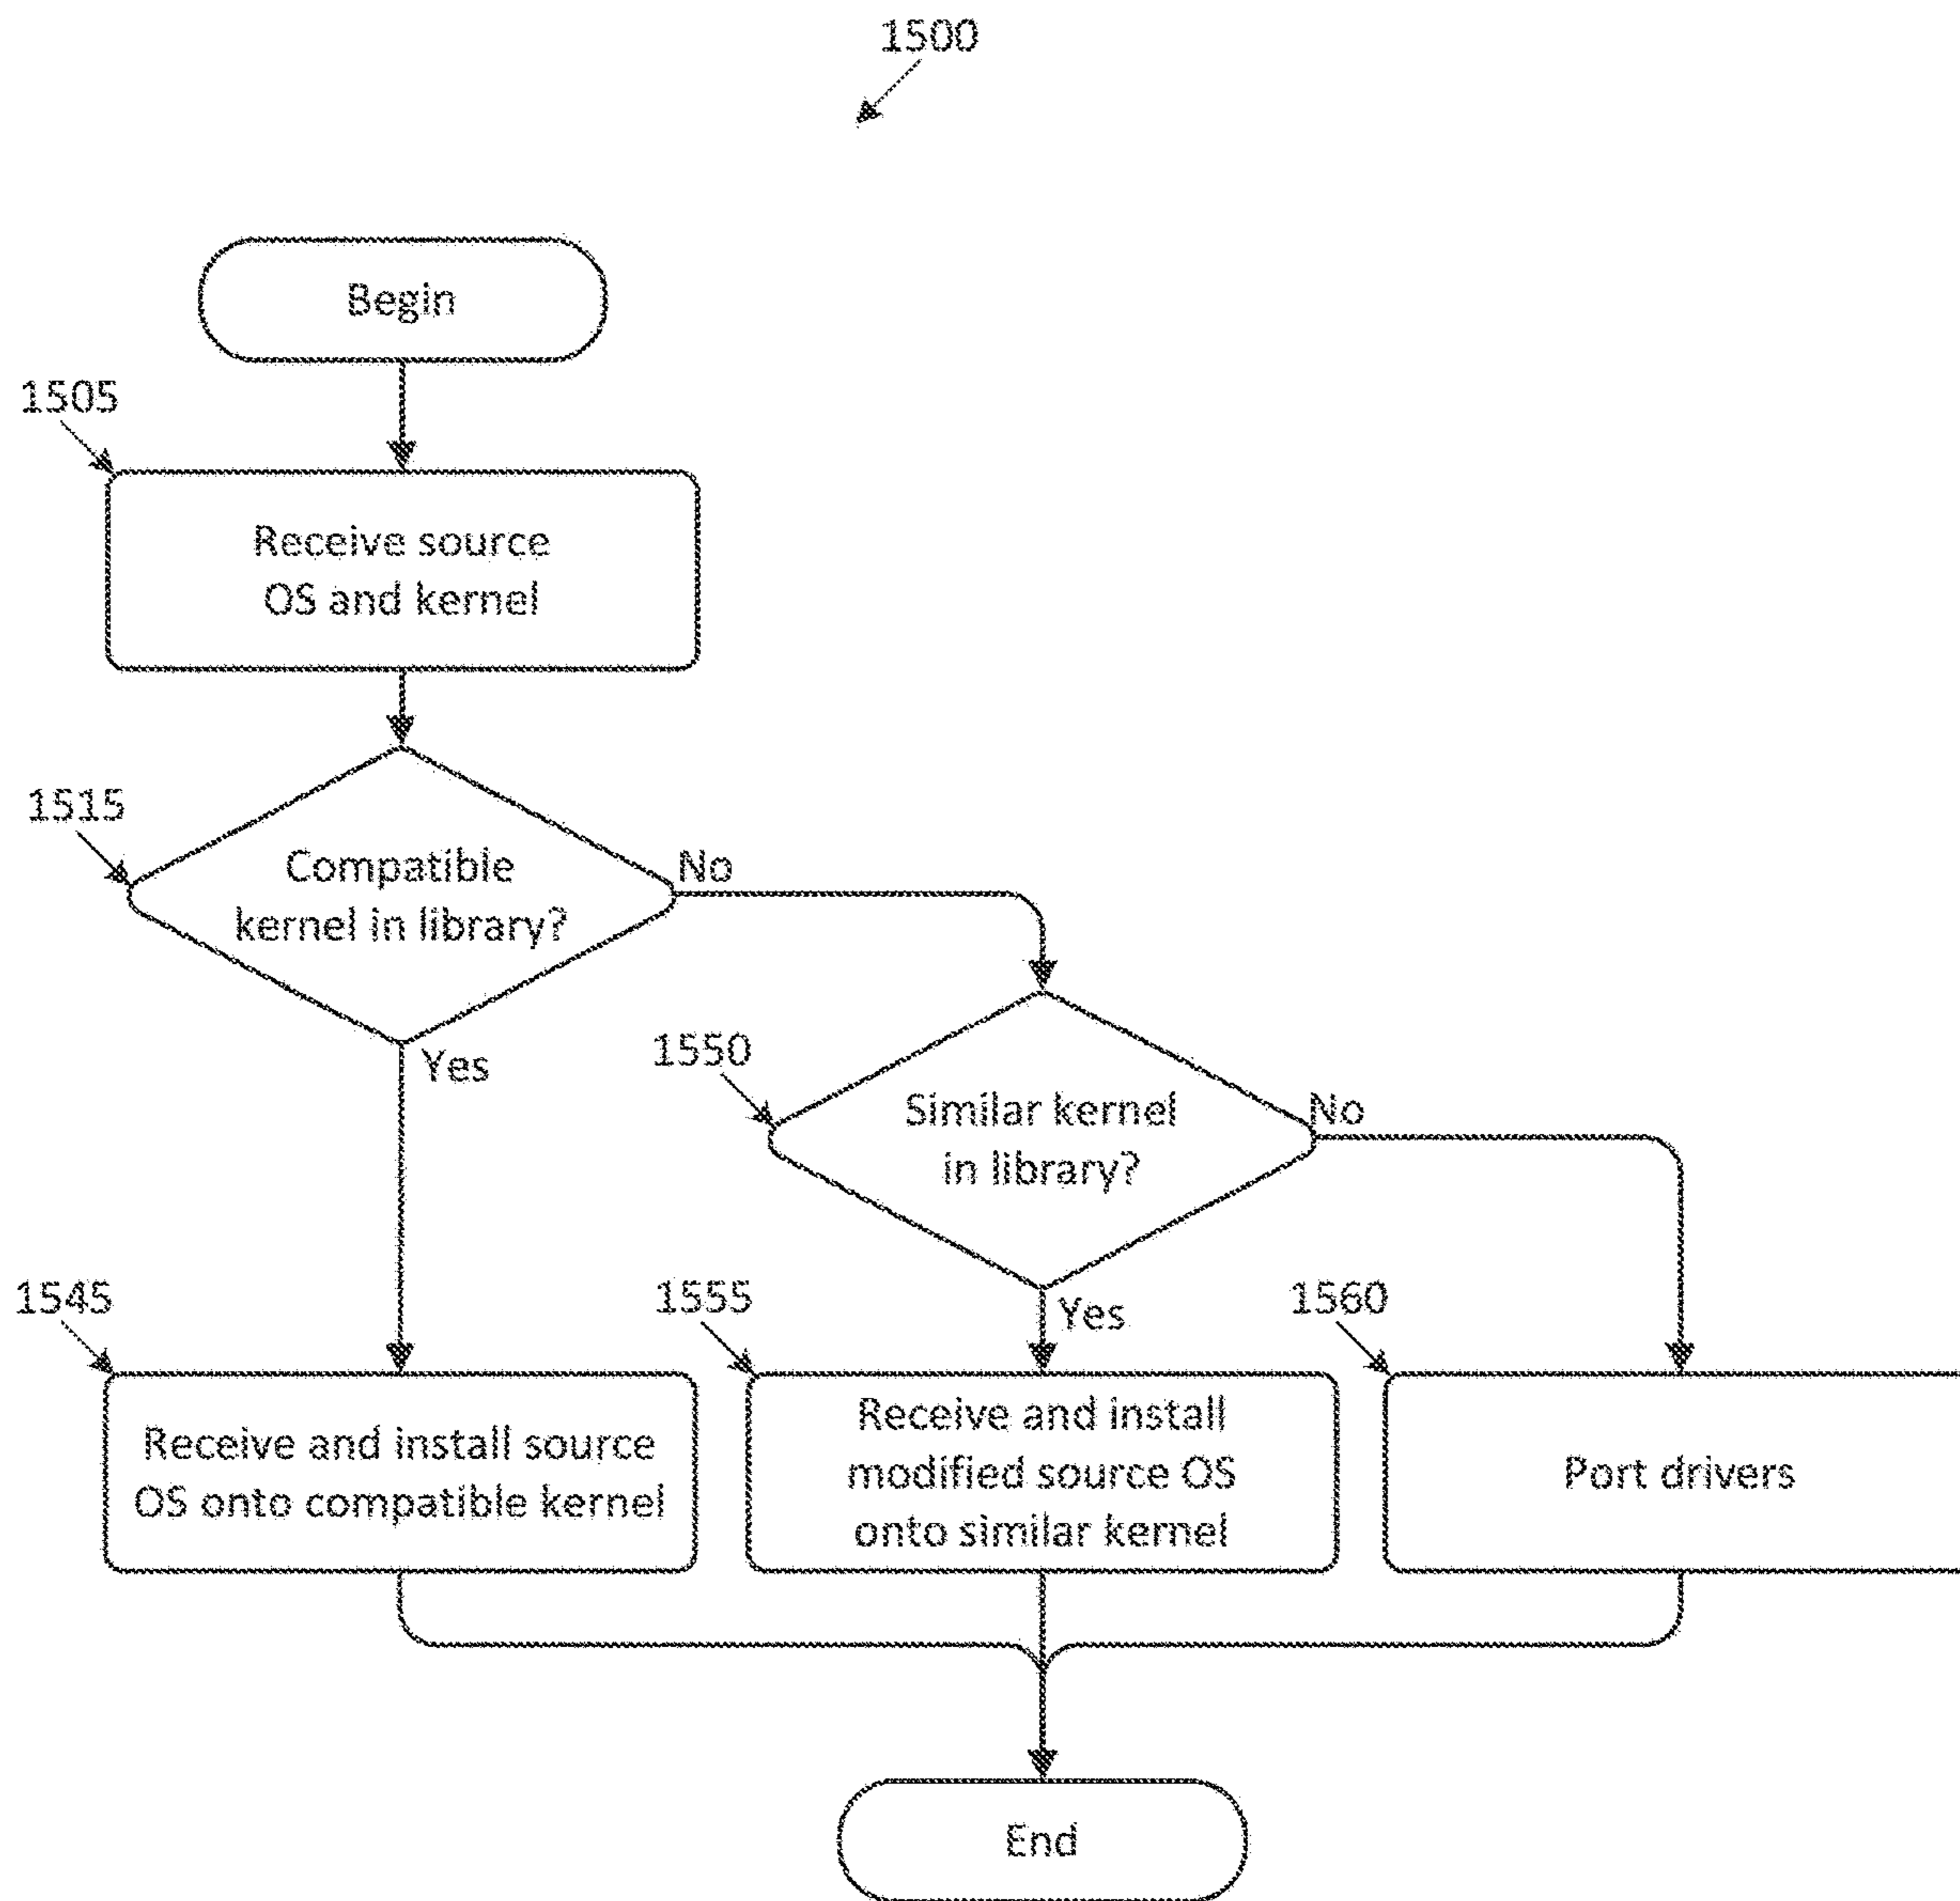 1500
Begin
1505
Receive source
OS and kernel
1515
Compatible
kernel in library?
No
Yes
1550
Similar kernel
in library?
No
Yes
1545
Receive and install source
OS onto compatible kernel
1555
Receive and install
modified source OS
onto similar kernel
1560
Port drivers
End